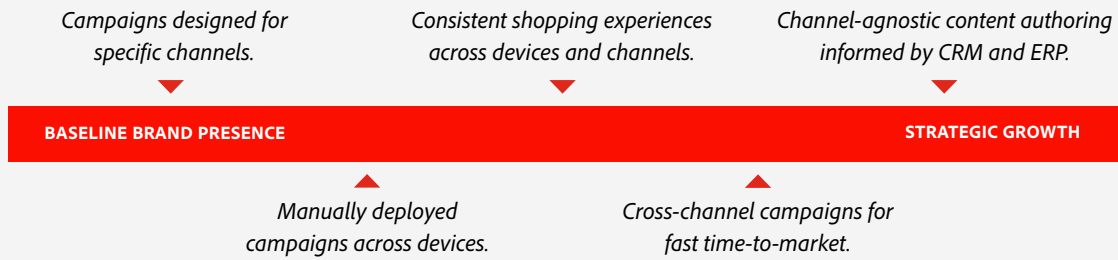 Campaigns designed for
specific channels.
Consistent shopping experiences
across devices and channels.
Channel-agnostic content authoring
informed by CRM and ERP.
BASELINE BRAND PRESENCE
STRATEGIC GROWTH
Manually deployed
campaigns across devices.
Cross-channel campaigns for
fast time-to-market.